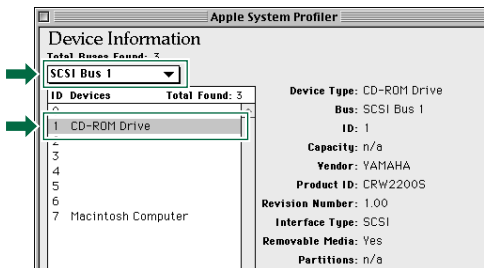 Apple System Profiler
Device Information
Total Buses Found: 3
SCSI Bus 1
ID Devices Total Found: 3
0
1 CD-ROM Drive
2
3
4
5
6
7 Macintosh Computer
Device Type: CD-ROM Drive
Bus: SCSI Bus 1
ID: 1
Capacity: n/a
Vendor: YAMAHA
Product ID: CRW2200S
Revision Number: 1.00
Interface Type: SCSI
Removable Media: Yes
Partitions: n/a